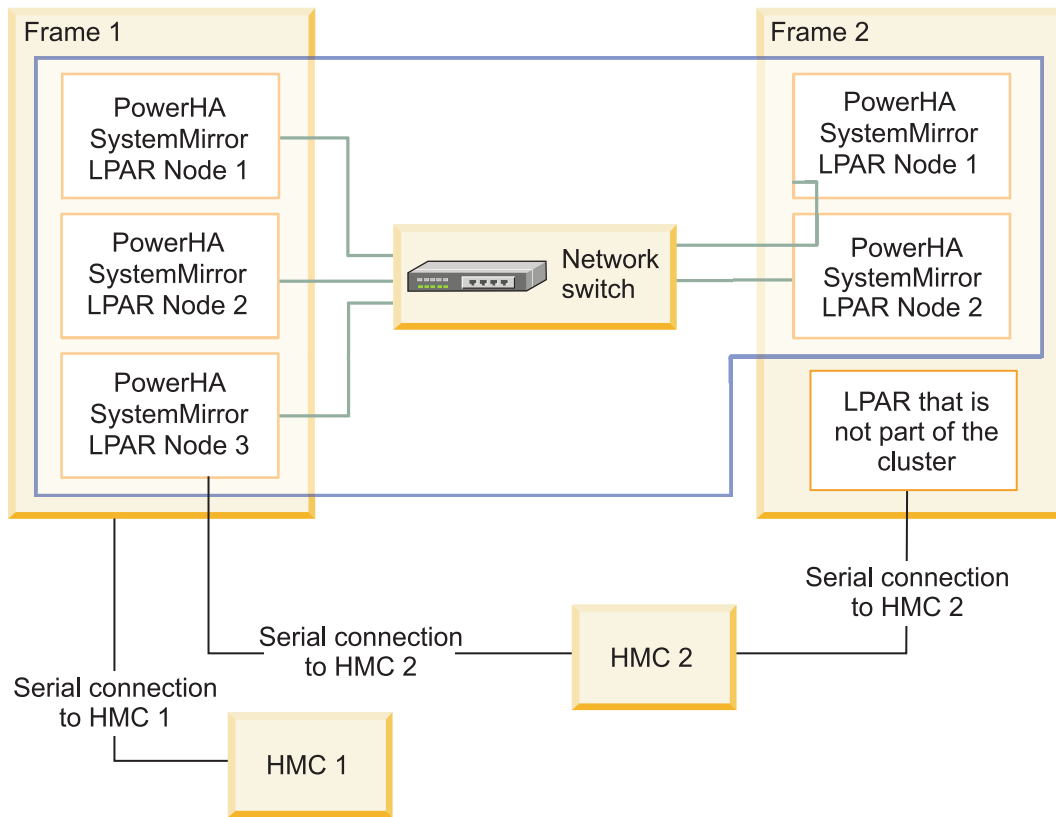 Frame 1
PowerHA
SystemMirror
LPAR Node 1
PowerHA
SystemMirror
LPAR Node 2
PowerHA
SystemMirror
LPAR Node 3
Network
switch
Frame 2
PowerHA
SystemMirror
LPAR Node 1
PowerHA
SystemMirror
LPAR Node 2
LPAR that is
not part of the
cluster
Serial connection
to HMC 2
Serial connection
to HMC 2
HMC 2
Serial connection
to HMC 1
HMC 1